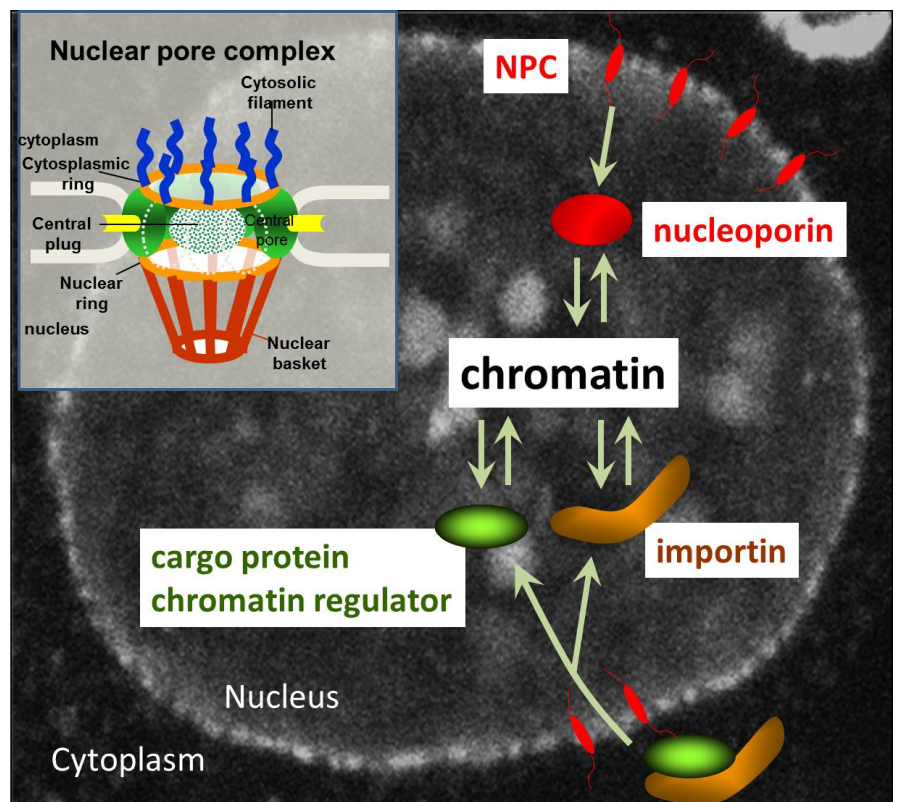 Nuclear pore complex
Cytosolic
filament
cytoplasm
Cytosplasmic
ring
Central
plug
Central
pore
Nuclear
ring
nucleus
Nuclear
basket
NPC
nucleoporin
chromatin
cargo protein
chromatin regulator
importin
Nucleus
Cytoplasm